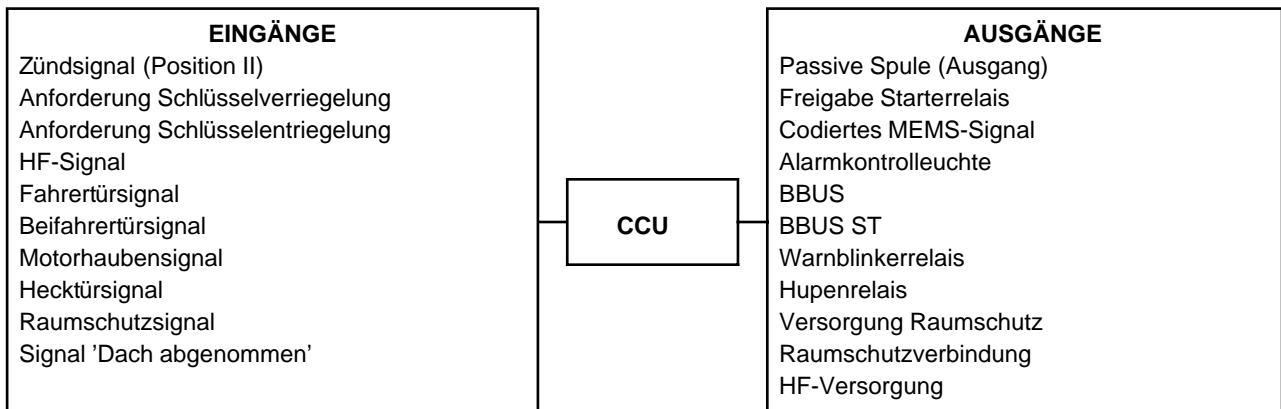 EINGÄNGE
Zündsignal (Position II)
Anforderung Schlüsselverriegelung
Anforderung Schlüsselentriegelung
HF-Signal
Fahrertürsignal
Beifahrertürsignal
Motorhaubensignal
Hecktürsignal
Raumschutzsignal
Signal ’Dach abgenommen’
CCU
AUSGÄNGE
Passive Spule (Ausgang)
Freigabe Starterrelais
Codiertes MEMS-Signal
Alarmkontrolleuchte
BBUS
BBUS ST
Warnblinkerrelais
Hupenrelais
Versorgung Raumschutz
Raumschutzverbindung
HF-Versorgung